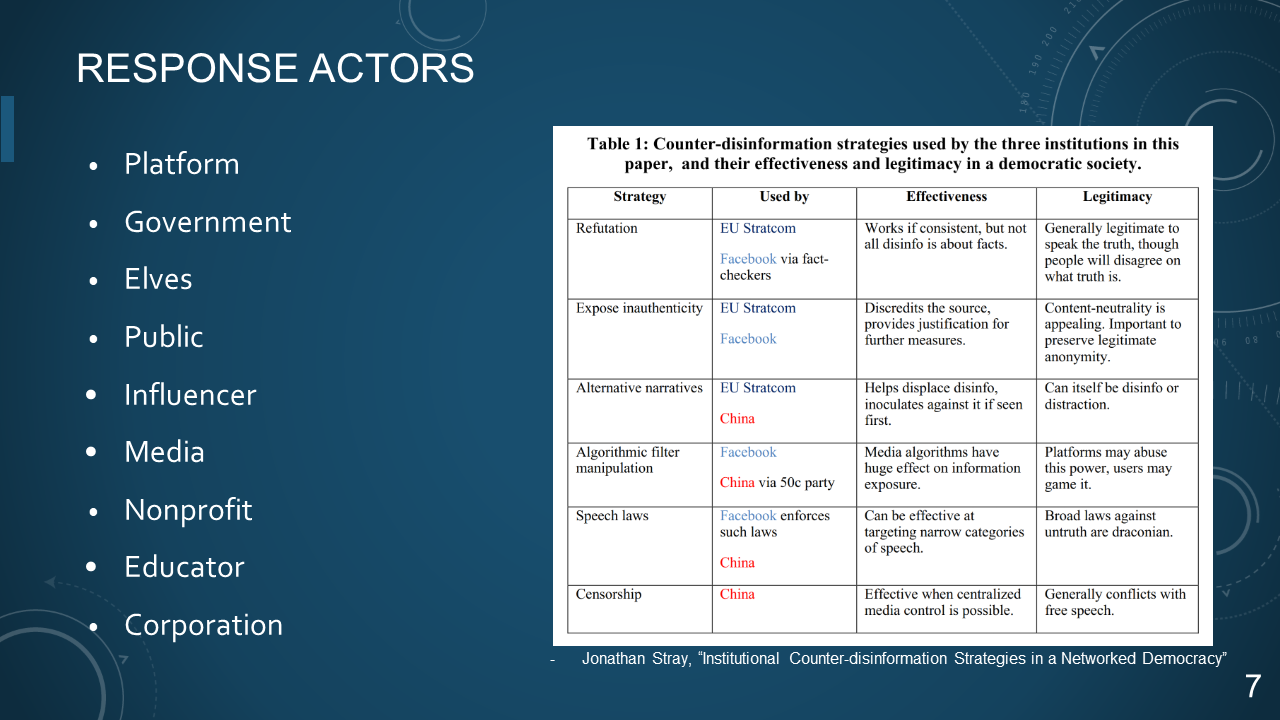 RESPONSE ACTORS
• Platform
• Government
• Elves
• Public
• Influencer
• Media
• Nonprofit
• Educator
• Corporation
Table 1: Counter-disinformation strategies used by the three institutions in this
paper, and their effectiveness and legitimacy in a democratic society.
Strategy Used by Effectiveness Legitimacy
Refutation
EU Stratcom
Facebook via fact-
checkers
Works if consistent, but not
all disinfo is about facts.
Generally legitimate to
speak the truth, though
people will disagree on
what truth is.
Expose inauthenticity
EU Stratcom
Facebook
Discredits the source,
provides justification for
further measures.
Content-neutrality is
appealing. Important to
preserve legitimate
anonymity.
Alternative narratives
EU Stratcom
China
Helps displace disinfo,
inoculates against it if seen
first.
Can itself be disinfo or
distraction.
Algorithmic filter
manipulation
Facebook
China via 50c party
Media algorithms have
huge effect on information
exposure.
Platforms may abuse
this power, users may
game it.
Speech laws
Facebook enforces
such laws
China
Can be effective at
targeting narrow categories
of speech.
Broad laws against
untruth are draconian.
Censorship
China
Effective when centralized
media control is possible.
Generally conflicts with
free speech.
- Jonathan Stray, “Institutional Counter-disinformation Strategies in a Networked Democracy”
7
180 190 200 210